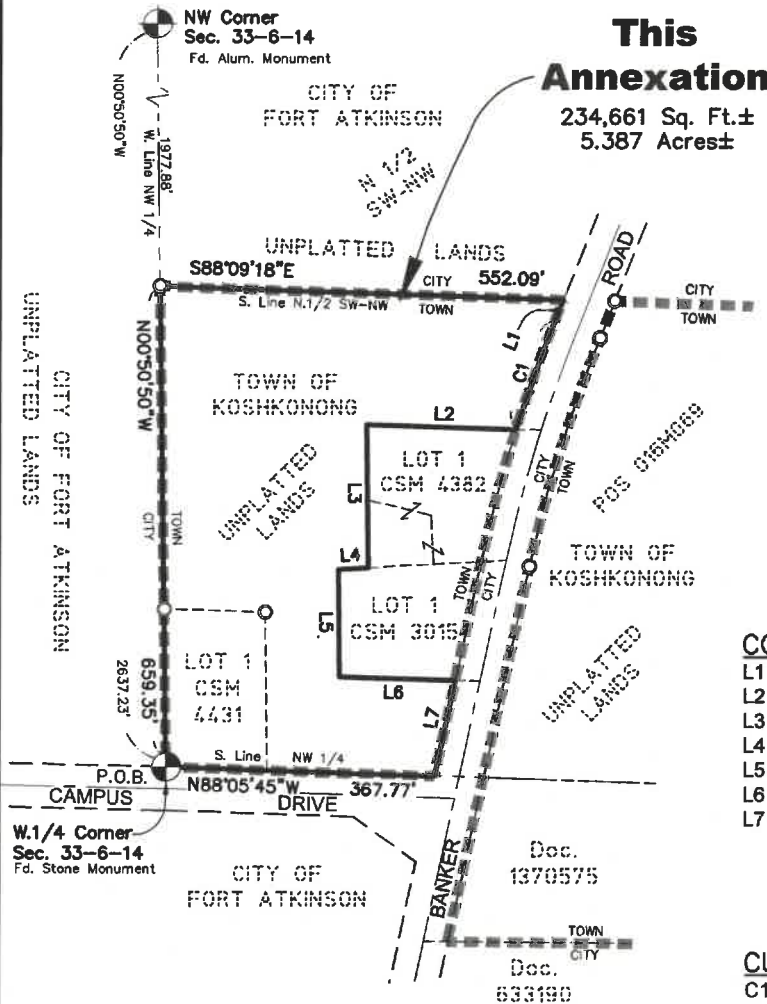 NW Corner
Sec. 33-6-14
Fd. Alum. Monument
This
Annexation
234,661 Sq. Ft.±
5.387 Acres±
CITY OF
FORT ATKINSON
N00°50'50"W
1977.88'
W. Line NW 1/4
N 1/2
SW-NW
UNPLATTED LANDS
S88°09'18"E
CITY
552.09'
S. Line N.1/2 SW-NW
TOWN
ROAD
CITY
TOWN
L1
C1
N00°50'50"W
CITY OF FORT ATKINSON
UNPLATTED LANDS
TOWN OF
KOSHKONONG
L2
LOT 1
CSM 4382
L3
UNPLATTED
LANDS
CITY
TOWN
POS 016M069
TOWN
CITY
L4
TOWN
CITY
TOWN OF
KOSHKONONG
LOT 1
CSM 3015
L5
UNPLATTED
LANDS
LOT 1
CSM
4431
L6
L7
659.35'
2637.23'
S. Line NW 1/4
P.O.B.
N88°05'45"W 367.77'
CAMPUS DRIVE
W.1/4 Corner
Sec. 33-6-14
Fd. Stone Monument
CITY OF
FORT ATKINSON
BANKER
Doc.
1370575
TOWN
CITY
Doc.
633190
L1
L2
L3
L4
L5
L6
L7
C1